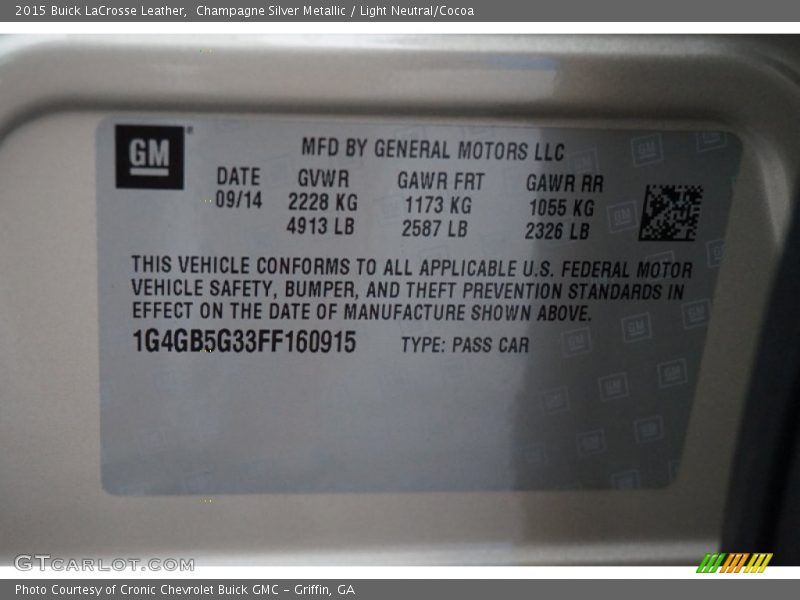 2015 Buick LaCrosse Leather,  Champagne Silver Metallic / Light Neutral/Cocoa
GM
MFD BY GENERAL MOTORS LLC
DATE GVWR GAWR FRT GAWR RR
09/14 2228 KG 1173 KG 1055 KG
4913 LB 2587 LB 2326 LB
THIS VEHICLE CONFORMS TO ALL APPLICABLE U.S. FEDERAL MOTOR
VEHICLE SAFETY, BUMPER, AND THEFT PREVENTION STANDARDS IN
EFFECT ON THE DATE OF MANUFACTURE SHOWN ABOVE.
1G4GB5G33FF160915 TYPE: PASS CAR
GTCARLOT.COM
Photo Courtesy of Cronic Chevrolet Buick GMC – Griffin, GA